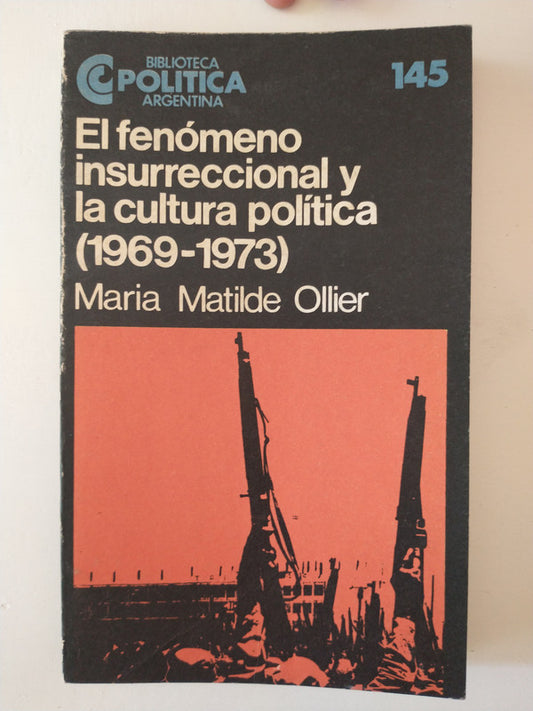 BIBLIOTECA
POLITICA
ARGENTINA
145
El fenómeno
insurreccional y
la cultura política
(1969-1973)
Maria Matilde Ollier